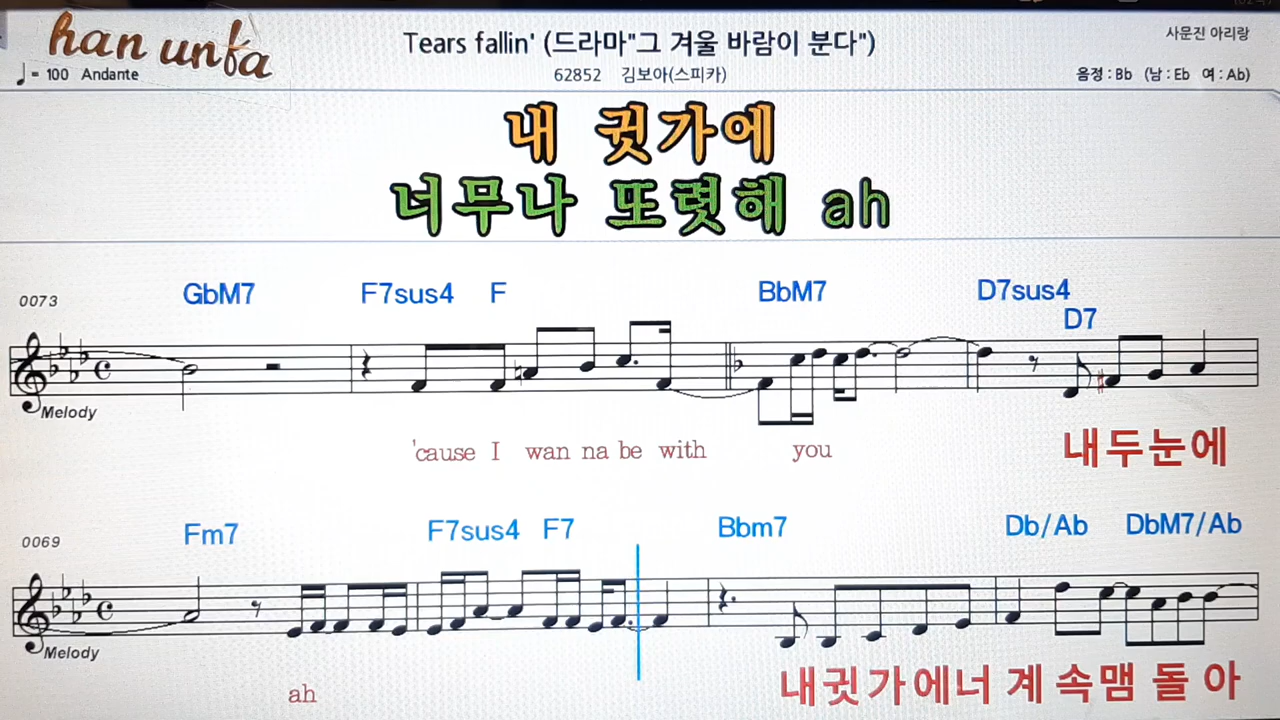 han unfa
♩= 100 Andante
Tears fallin' (드라마"그 겨울 바람이 분다")
62852 김보아(스피카)
사문진 아리랑
음정 : Bb (남 : Eb 여 : Ab)
내 귓가에
너무나 또렷해 ah
0073 GbM7 F7sus4 F BbM7 D7sus4 D7
Melody
'cause I wan na be with you 내두눈에
0069 Fm7 F7sus4 F7 Bbm7 Db/Ab DbM7/Ab
Melody
ah 내귓가에너 계 속맴 돌 아